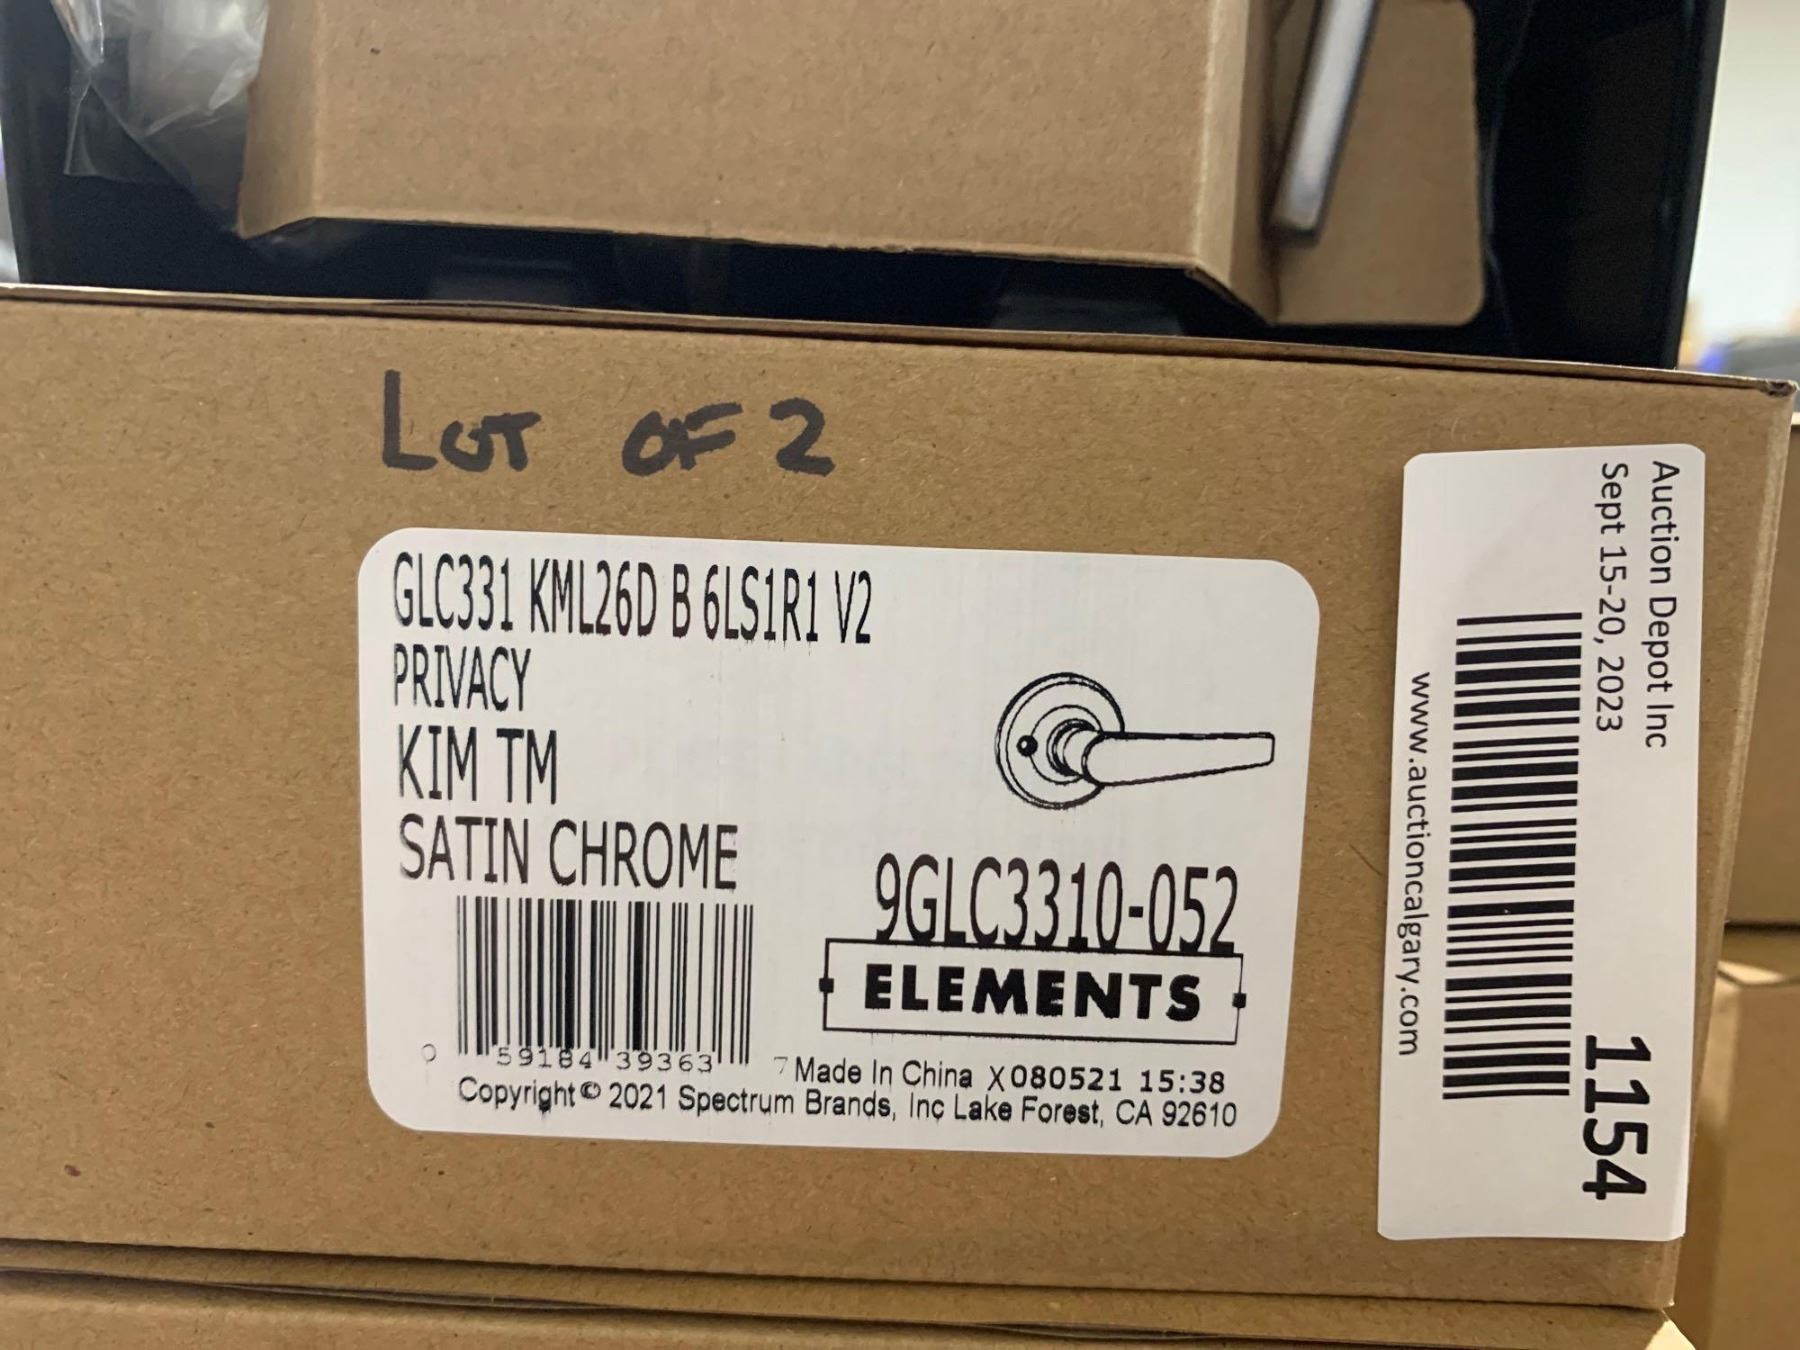 LOT OF 2
GLC331 KML26D B 6LS1R1 V2
PRIVACY
KIM TM
SATIN CHROME
9GLC3310-052
ELEMENTS
0 59184 39363 7
Made In China X080521 15:38
Copyright © 2021 Spectrum Brands, Inc Lake Forest, CA 92610
Auction Depot Inc
Sept 15-20, 2023
1154
www.auctioncalgary.com